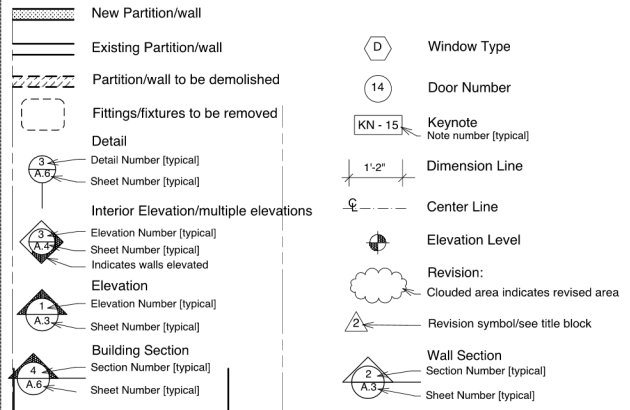 New Partition/wall
Existing Partition/wall
Partition/wall to be demolished
Fittings/fixtures to be removed
Detail
3
Detail Number [typical]
A.6
Sheet Number [typical]
Interior Elevation/multiple elevations
3
Elevation Number [typical]
A.4
Sheet Number [typical]
Indicates walls elevated
Elevation
1
Elevation Number [typical]
A.3
Sheet Number [typical]
Building Section
4
Section Number [typical]
A.6
Sheet Number [typical]
D
Window Type
14
Door Number
KN - 15
Keynote
Note number [typical]
1'-2"
Dimension Line
℄
Center Line
Elevation Level
Revision:
Clouded area indicates revised area
2
Revision symbol/see title block
Wall Section
2
Section Number [typical]
A.3
Sheet Number [typical]